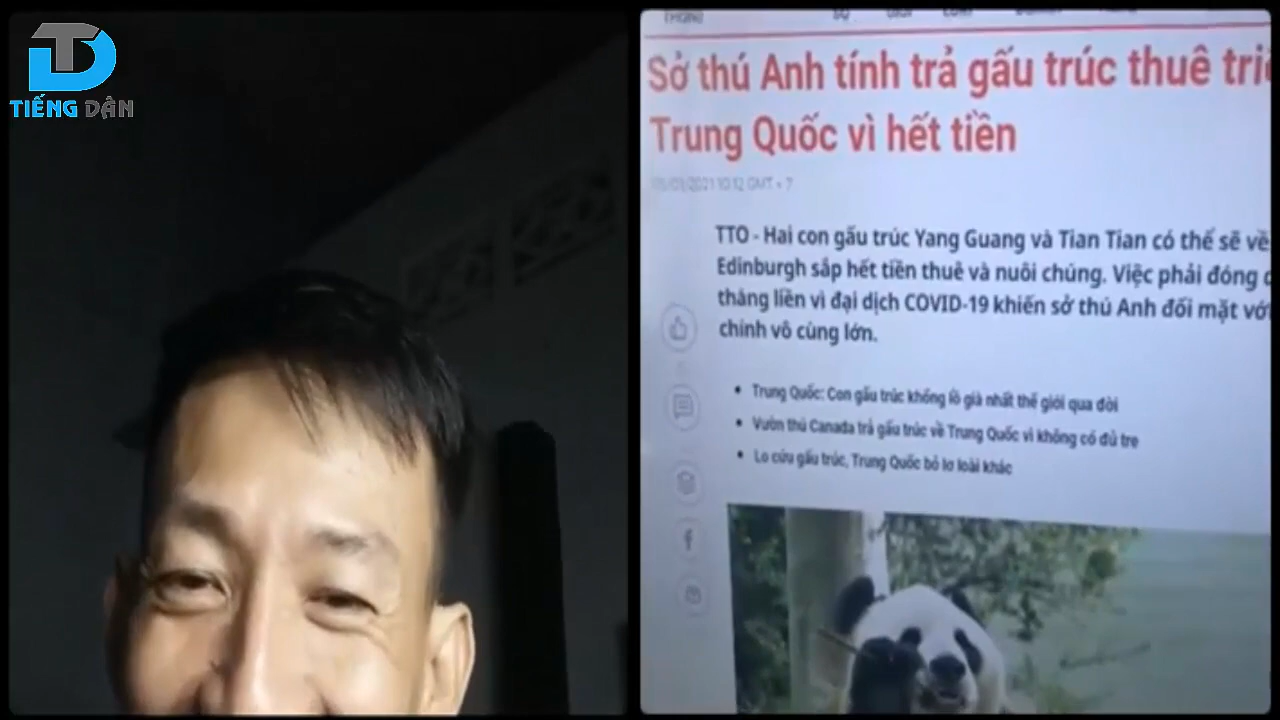 TIẾNG DÂN
Sở thú Anh tính trả gấu trúc thuê
Trung Quốc vì hết tiền
10:12 GMT + 7
TTO - Hai con gấu trúc Yang Guang và Tian Tian có thể sẽ về
Edinburgh sắp hết tiền thuê và nuôi chúng. Việc phải đóng
tháng liền vì đại dịch COVID-19 khiến sở thú Anh đối mặt với
chính vô cùng lớn.
• Trung Quốc: Con gấu trúc khổng lồ già nhất thế giới qua đời
• Vườn thú Canada trả gấu trúc về Trung Quốc vì không có đủ tre
• Lo cứu gấu trúc, Trung Quốc bỏ lơ loài khác